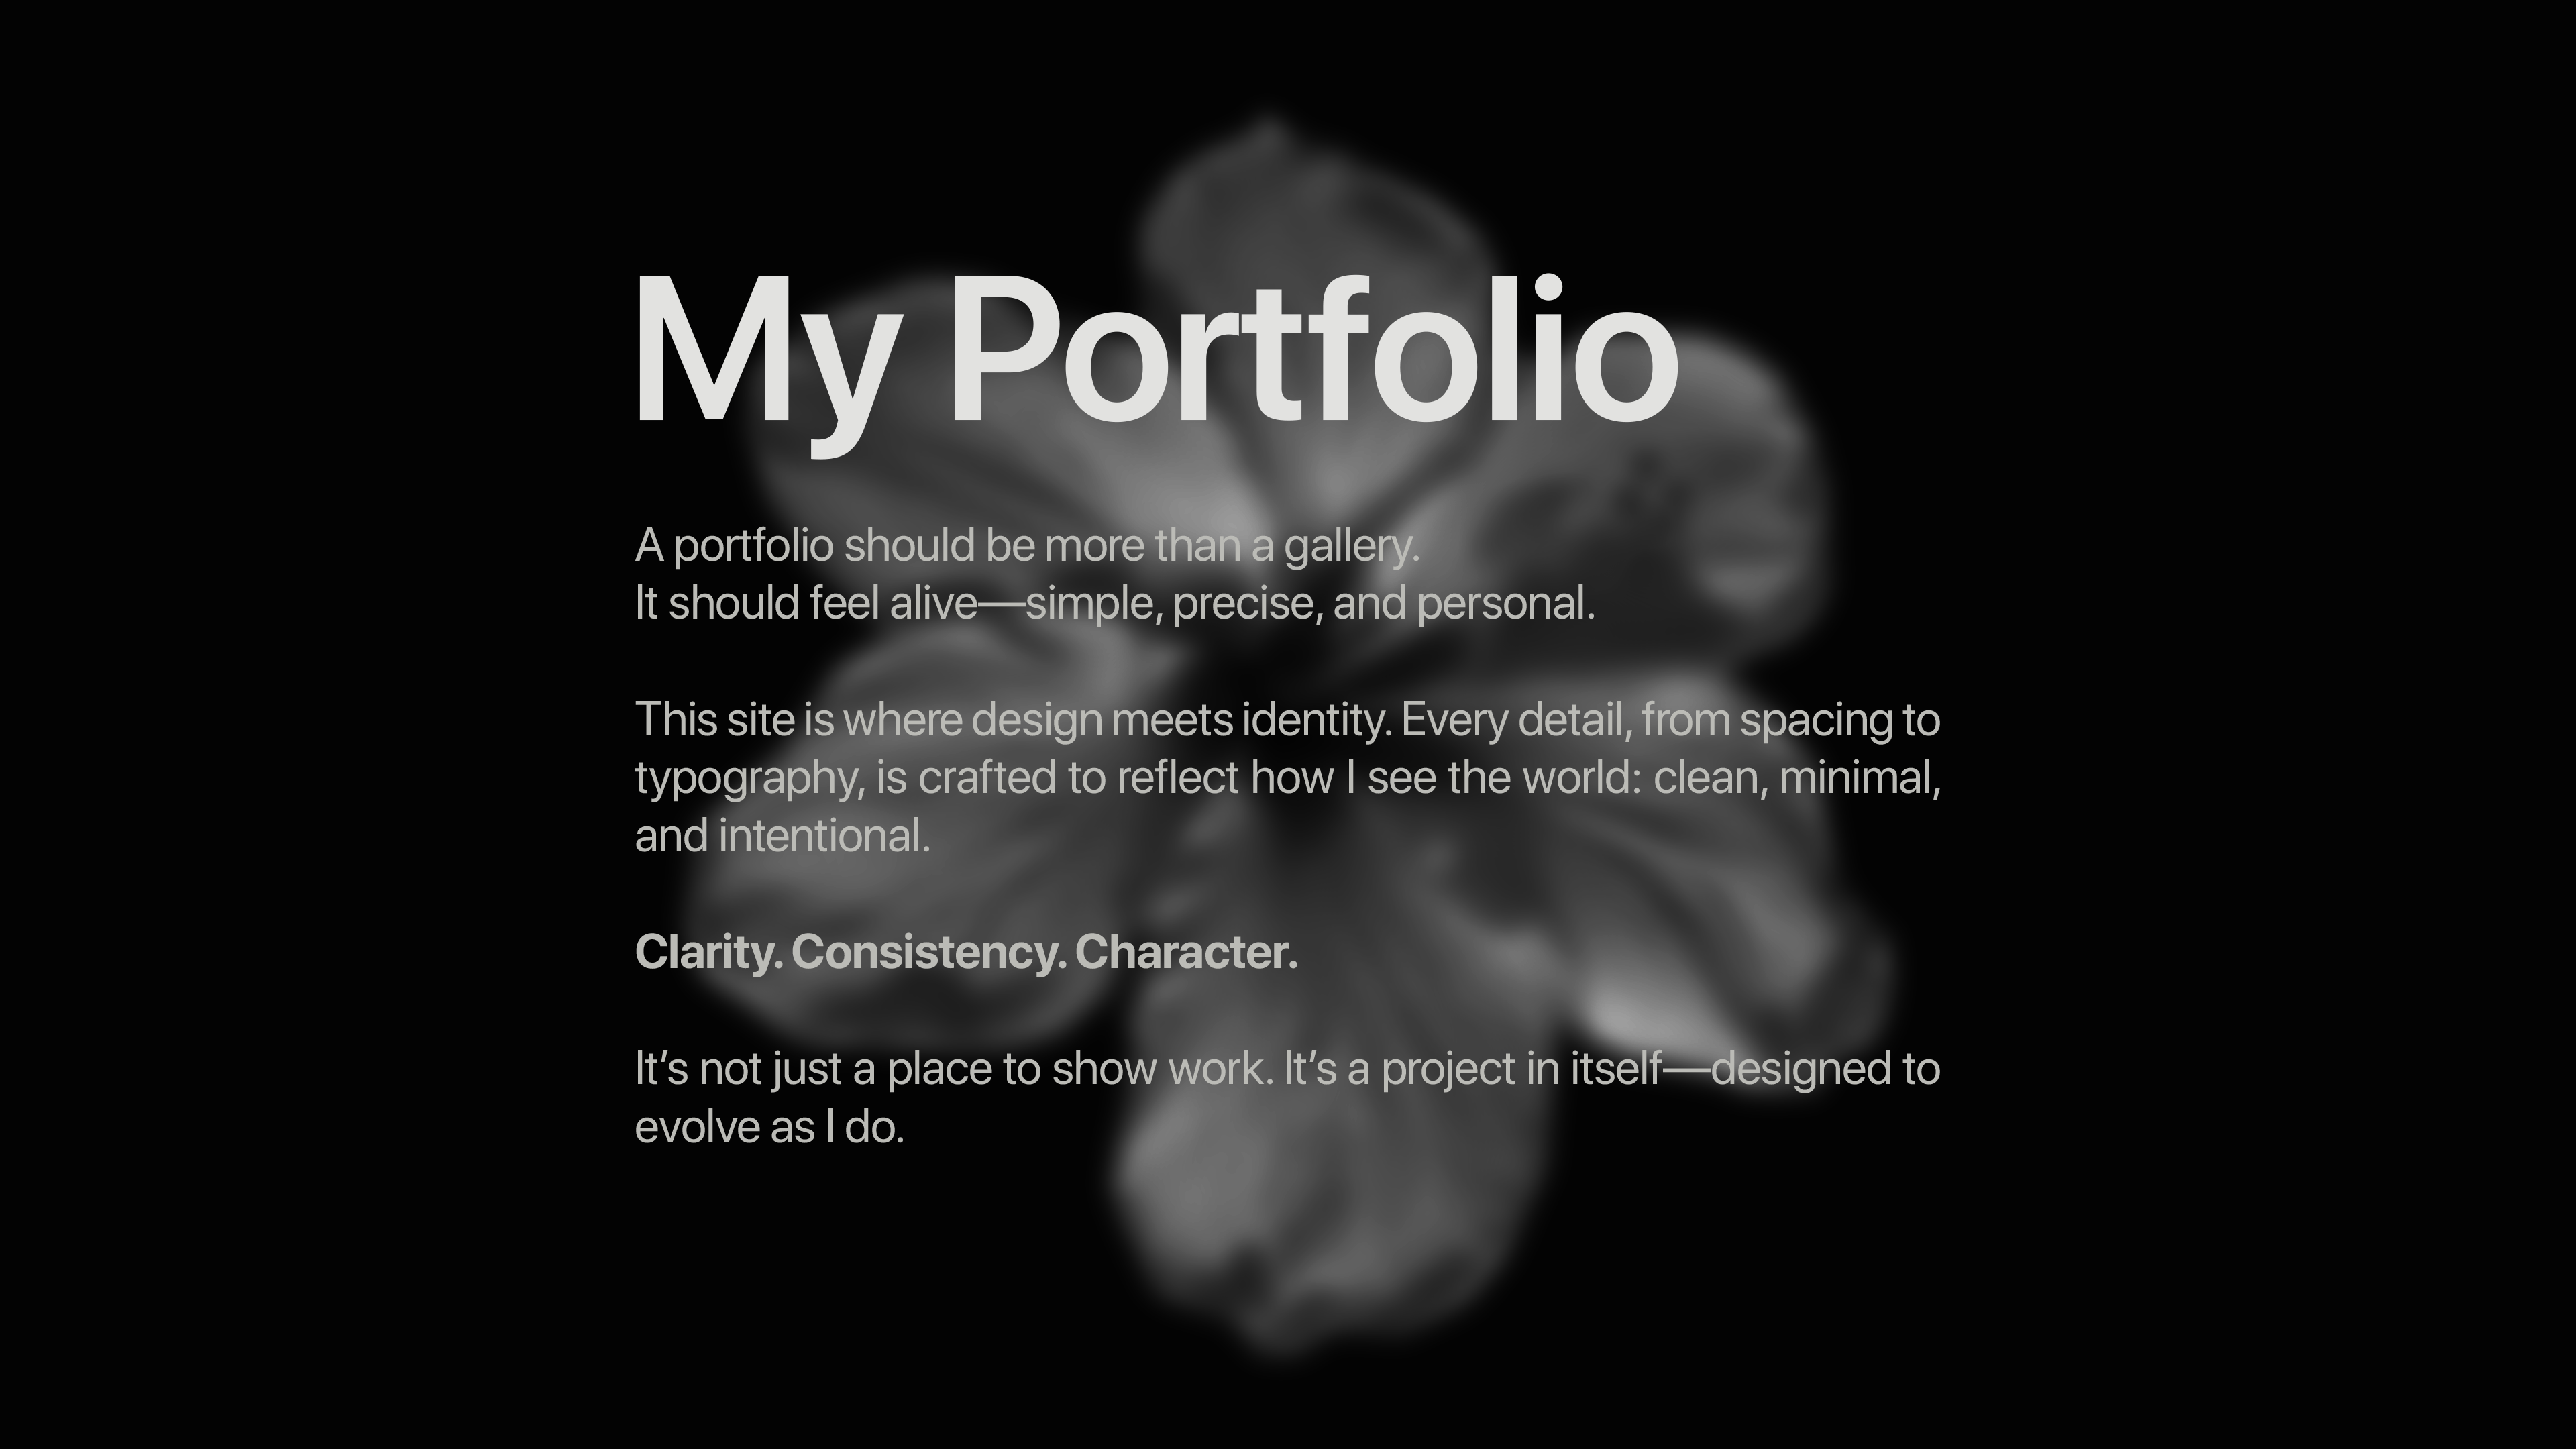 My Portfolio
A portfolio should be more than a gallery.
It should feel alive—simple, precise, and personal.
This site is where design meets identity. Every detail, from spacing to
typography, is crafted to reflect how I see the world: clean, minimal,
and intentional.
Clarity. Consistency. Character.
It’s not just a place to show work. It’s a project in itself—designed to
evolve as I do.